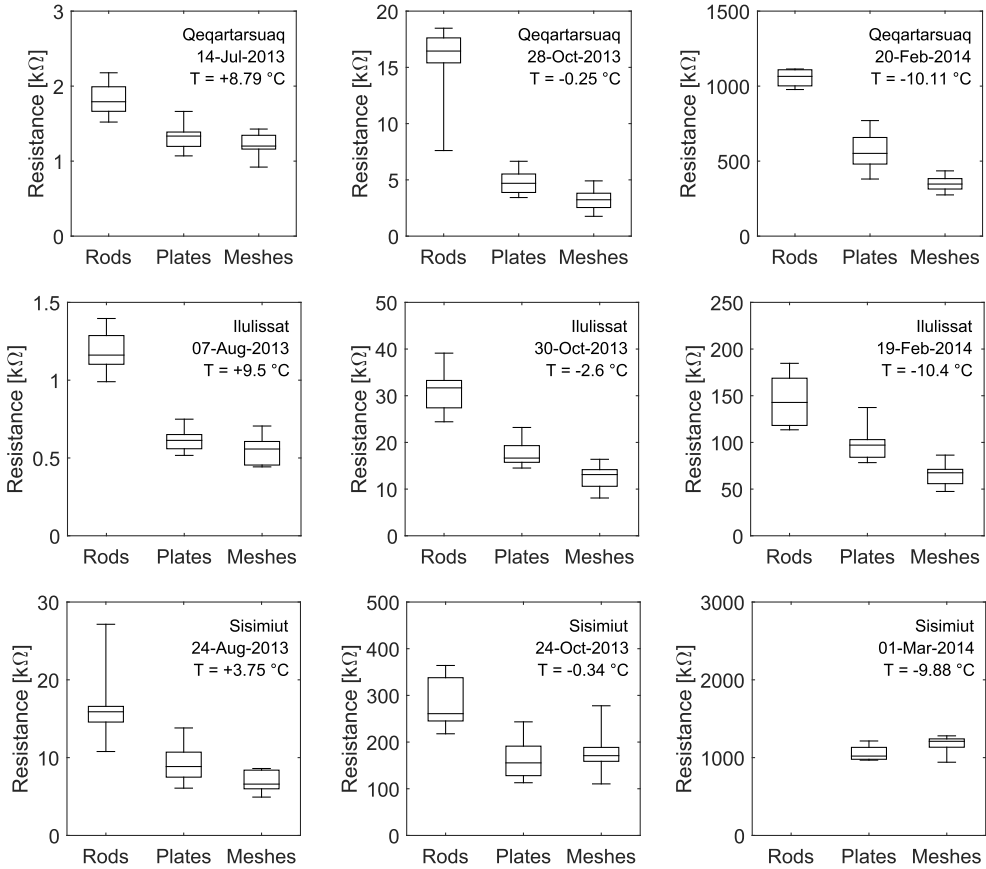 3
2
1
0
Resistance [kΩ]
Qeqartarsuaq
14-Jul-2013
T = +8.79 °C
Rods Plates Meshes
20
15
10
5
0
Resistance [kΩ]
Qeqartarsuaq
28-Oct-2013
T = -0.25 °C
Rods Plates Meshes
1500
1000
500
0
Resistance [kΩ]
Qeqartarsuaq
20-Feb-2014
T = -10.11 °C
Rods Plates Meshes
1.5
1
0.5
0
Resistance [kΩ]
Ilulissat
07-Aug-2013
T = +9.5 °C
Rods Plates Meshes
50
40
30
20
10
0
Resistance [kΩ]
Ilulissat
30-Oct-2013
T = -2.6 °C
Rods Plates Meshes
250
200
150
100
50
0
Resistance [kΩ]
Ilulissat
19-Feb-2014
T = -10.4 °C
Rods Plates Meshes
30
20
10
0
Resistance [kΩ]
Sisimiut
24-Aug-2013
T = +3.75 °C
Rods Plates Meshes
500
400
300
200
100
0
Resistance [kΩ]
Sisimiut
24-Oct-2013
T = -0.34 °C
Rods Plates Meshes
3000
2000
1000
0
Resistance [kΩ]
Sisimiut
01-Mar-2014
T = -9.88 °C
Rods Plates Meshes